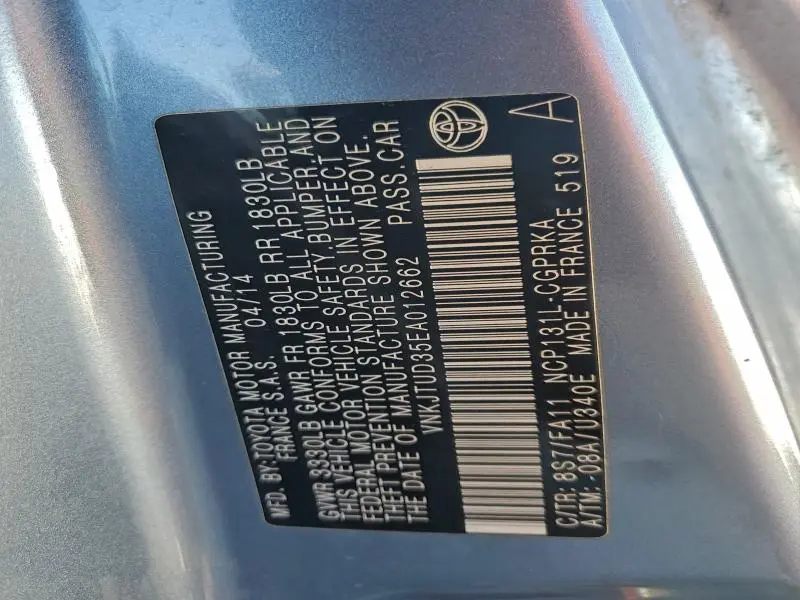 MFD. BY: TOYOTA MOTOR MANUFACTURING
FRANCE S.A.S. 04/14
GVWR 3330LB GAWR FR 1830LB RR 1830LB
THIS VEHICLE CONFORMS TO ALL APPLICABLE
FEDERAL MOTOR VEHICLE SAFETY, BUMPER AND
THEFT PREVENTION STANDARDS IN EFFECT ON
THE DATE OF MANUFACTURE SHOWN ABOVE.
VNKJTUD35EA012662 PASS. CAR
C/TR: 8S7/FA11 NCP131L-CGPRKA
A/TM: -08A/U340E MADE IN FRANCE 519 A